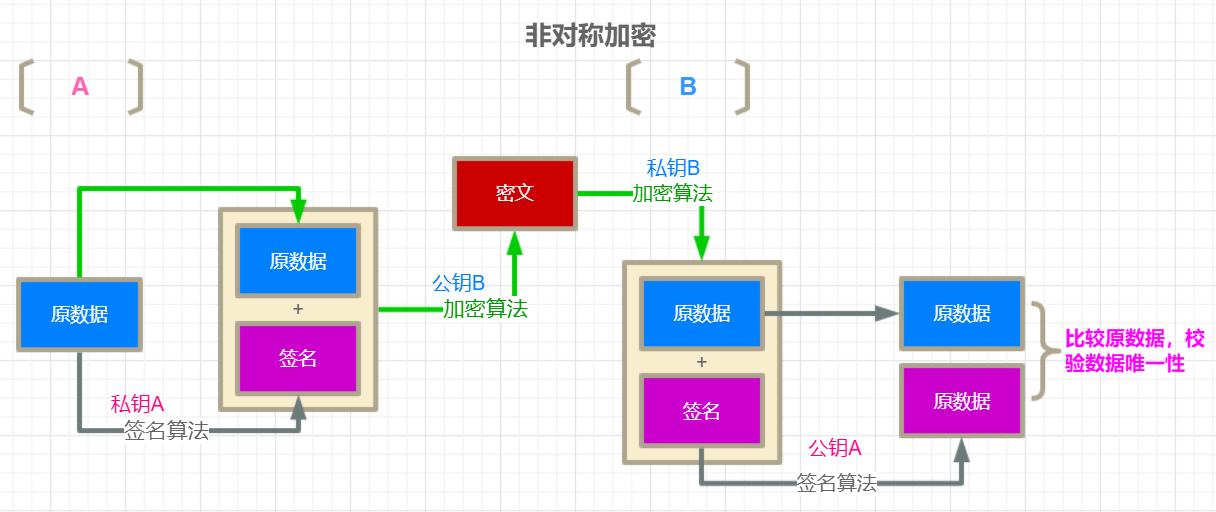 非对称加密
A
B
密文
私钥B
加密算法
原数据
原数据
+
签名
公钥B
加密算法
私钥A
签名算法
原数据
+
签名
公钥A
签名算法
原数据
原数据
比较原数据，校
验数据唯一性